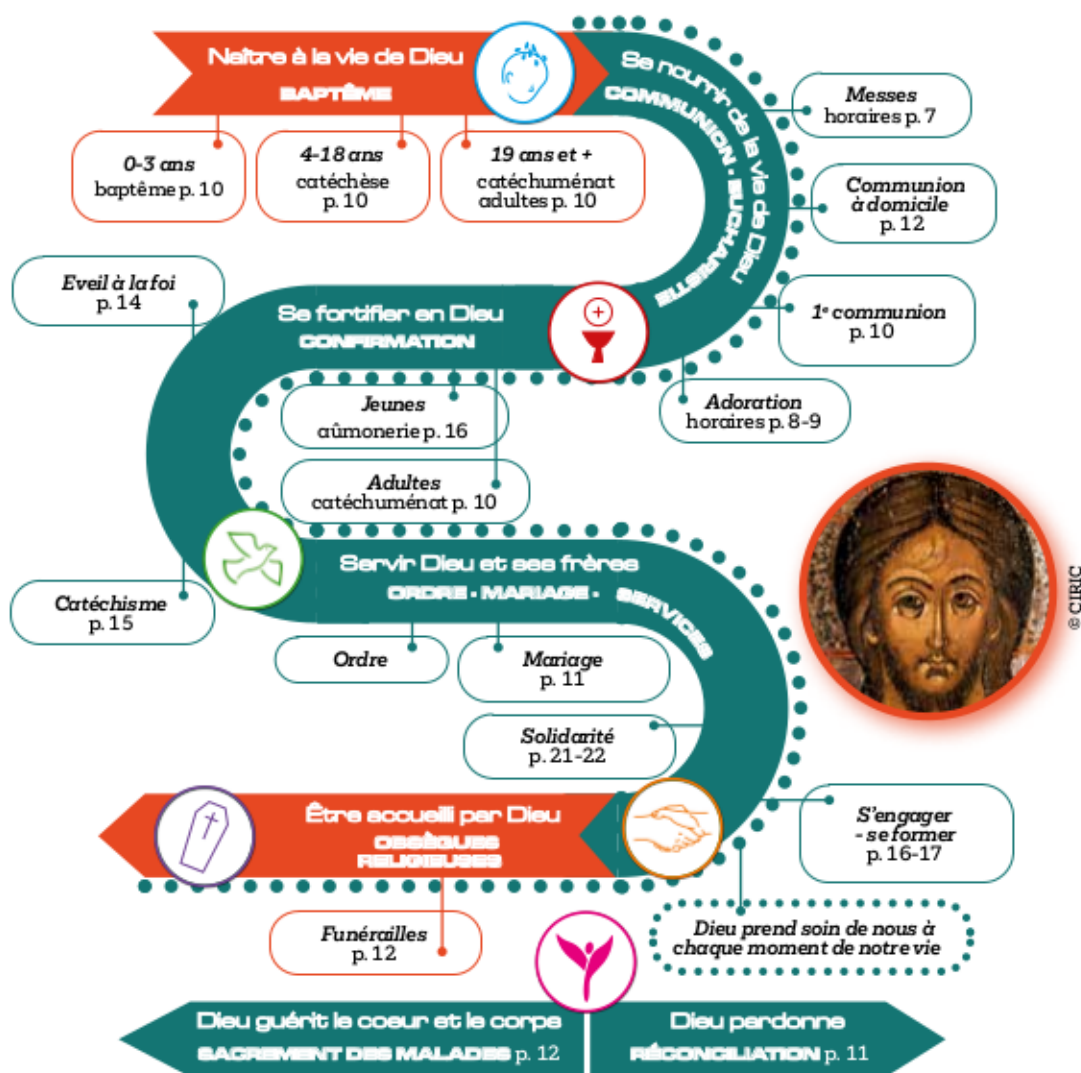 Naître à la vie de Dieu
BAPTÊME
0-3 ans
baptême p. 10
4-18 ans
catéchèse
p. 10
19 ans et +
catéchuménat
adultes p. 10
Se nourrir de la vie de Dieu
COMMUNION • EUCHARISTIE
Messes
horaires p. 7
Communion
à domicile
p. 12
1e communion
p. 10
Adoration
horaires p. 8-9
Eveil à la foi
p. 14
Se fortifier en Dieu
CONFIRMATION
Jeunes
aûmonerie p. 16
Adultes
catéchuménat p. 10
Catéchisme
p. 15
Servir Dieu et ses frères
ORDRE • MARIAGE • SERVICES
Ordre
Mariage
p. 11
Solidarité
p. 21-22
© CIRIC
S'engager
- se former
p. 16-17
Être accueilli par Dieu
OBSÈQUES
RELIGIEUSES
Funérailles
p. 12
Dieu prend soin de nous à
chaque moment de notre vie
Dieu guérit le coeur et le corps
SACREMENT DES MALADES p. 12
Dieu pardonne
RÉCONCILIATION p. 11